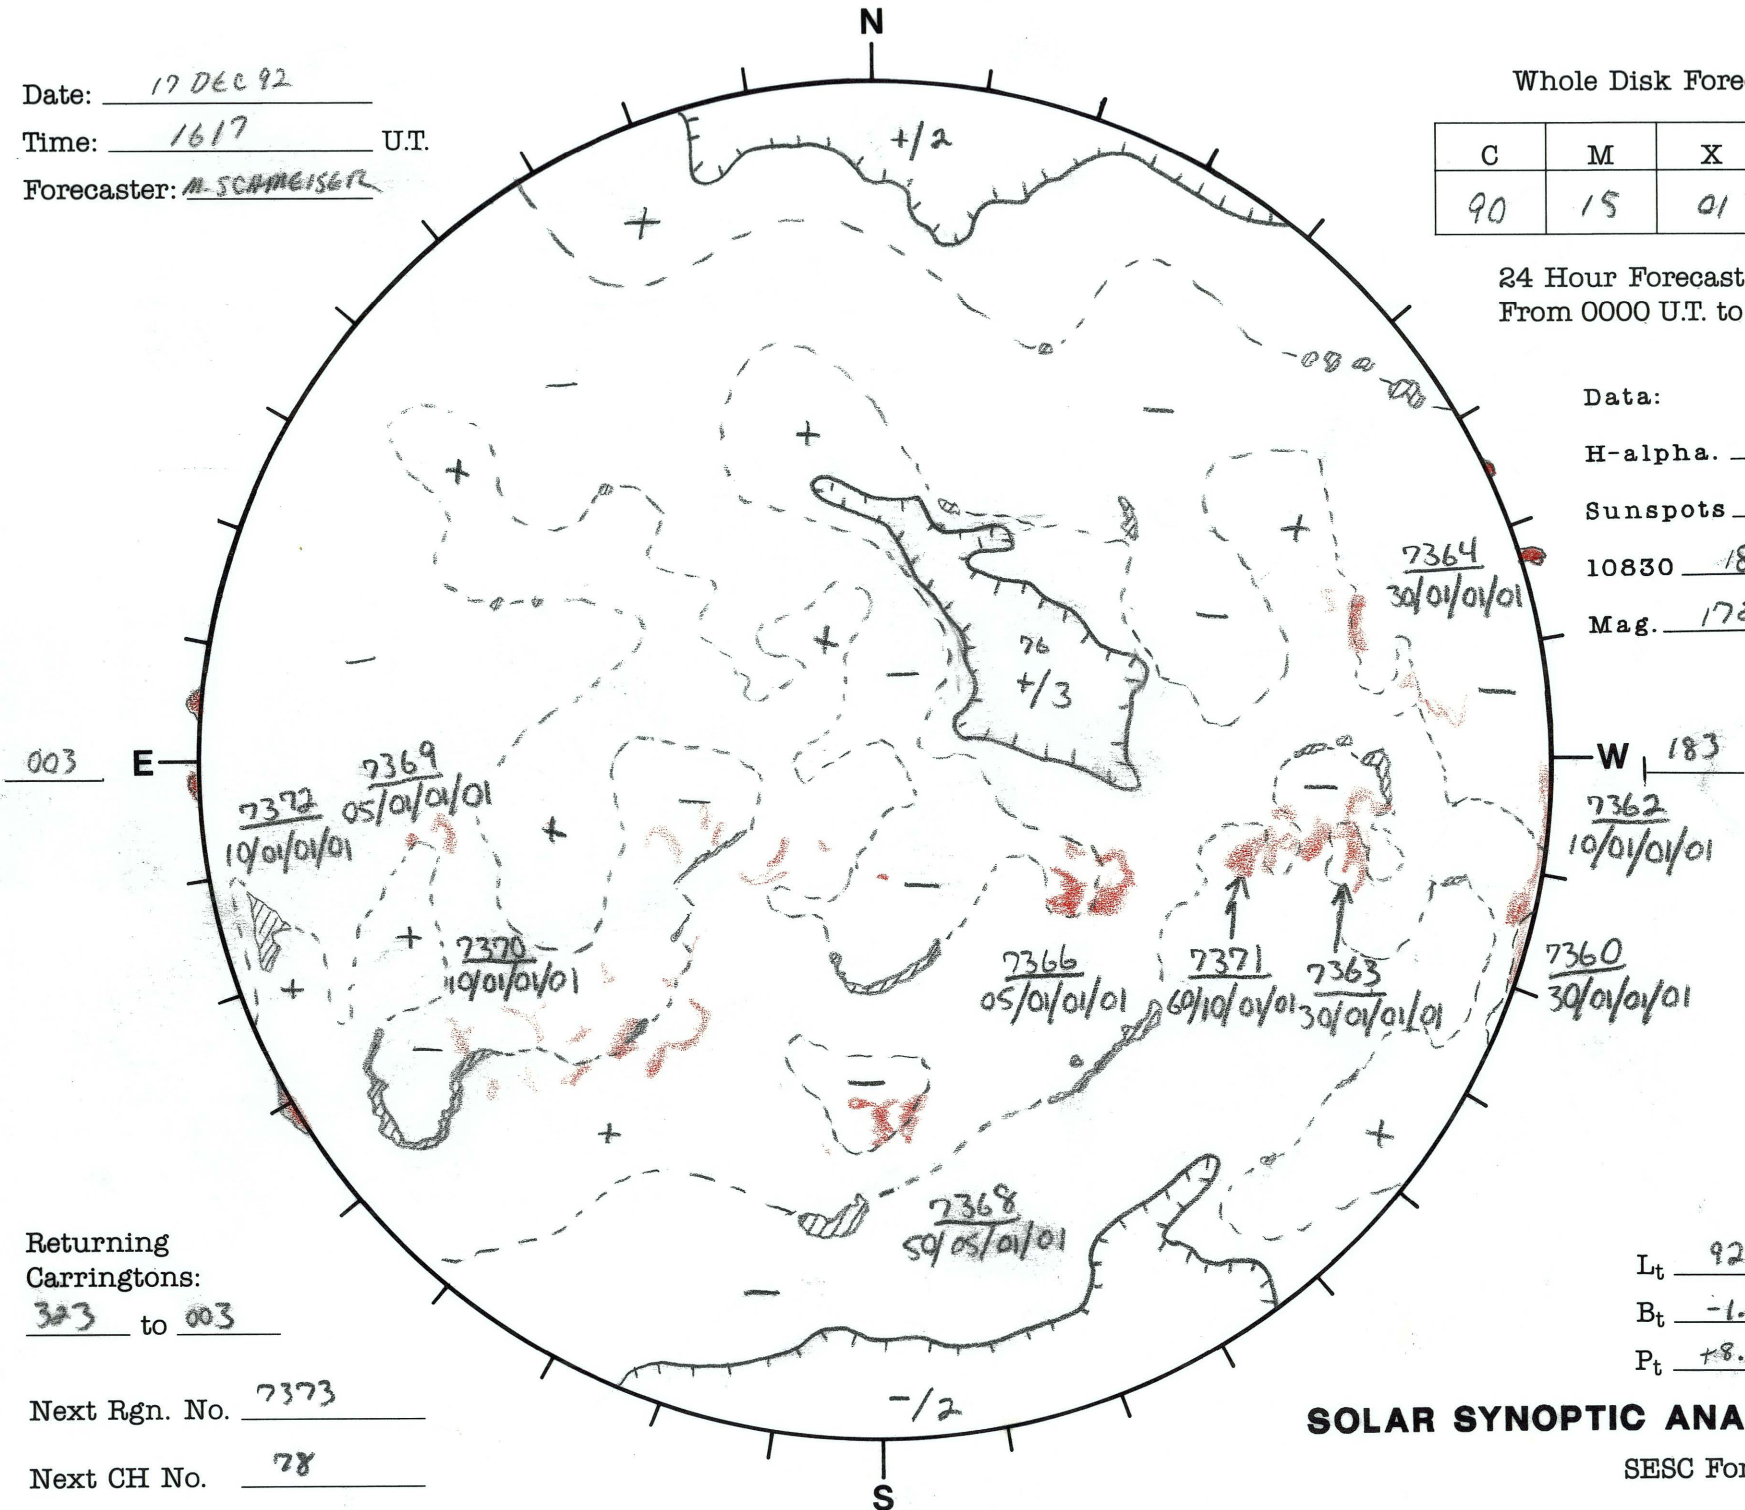 N
Date: 17 DEC 92
Time: 1617 U.T.
Forecaster: M. SCHMEISER
Whole Disk Fore
C M X
90 15 01
24 Hour Forecast
From 0000 U.T. to
Data:
H-alpha.
Sunspots
10830 18
Mag. 178
+/2
+
-
-
+
+
+
7364
30/01/01/01
-
+
-
-
76
+/3
-
003 E
W 183
7369
05/01/01/01
7372
10/01/01/01
7362
10/01/01/01
-
-
+
-
+
+
7370
10/01/01/01
7366
05/01/01/01
7371
60/10/01/01
7363
30/01/01/01
7360
30/01/01/01
-
-
+
+
7368
50/05/01/01
-
-/2
Returning
Carringtons:
323 to 003
Next Rgn. No. 7373
Next CH No. 78
Lt 92
Bt -1.
Pt +8.
SOLAR SYNOPTIC ANA
SESC For
S